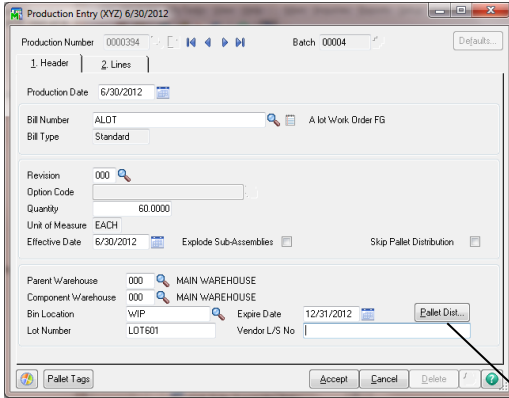 Production Entry (XYZ) 6/30/2012
Production Number 0000394 Batch 00004 Defaults...
1. Header 2. Lines
Production Date 6/30/2012
Bill Number ALOT A lot Work Order FG
Bill Type Standard
Revision 000
Option Code
Quantity 60.0000
Unit of Measure EACH
Effective Date 6/30/2012 Explode Sub-Assemblies Skip Pallet Distribution
Parent Warehouse 000 MAIN WAREHOUSE
Component Warehouse 000 MAIN WAREHOUSE
Bin Location WIP Expire Date 12/31/2012 Pallet Dist...
Lot Number LOT601 Vendor L/S No
Pallet Tags Accept Cancel Delete